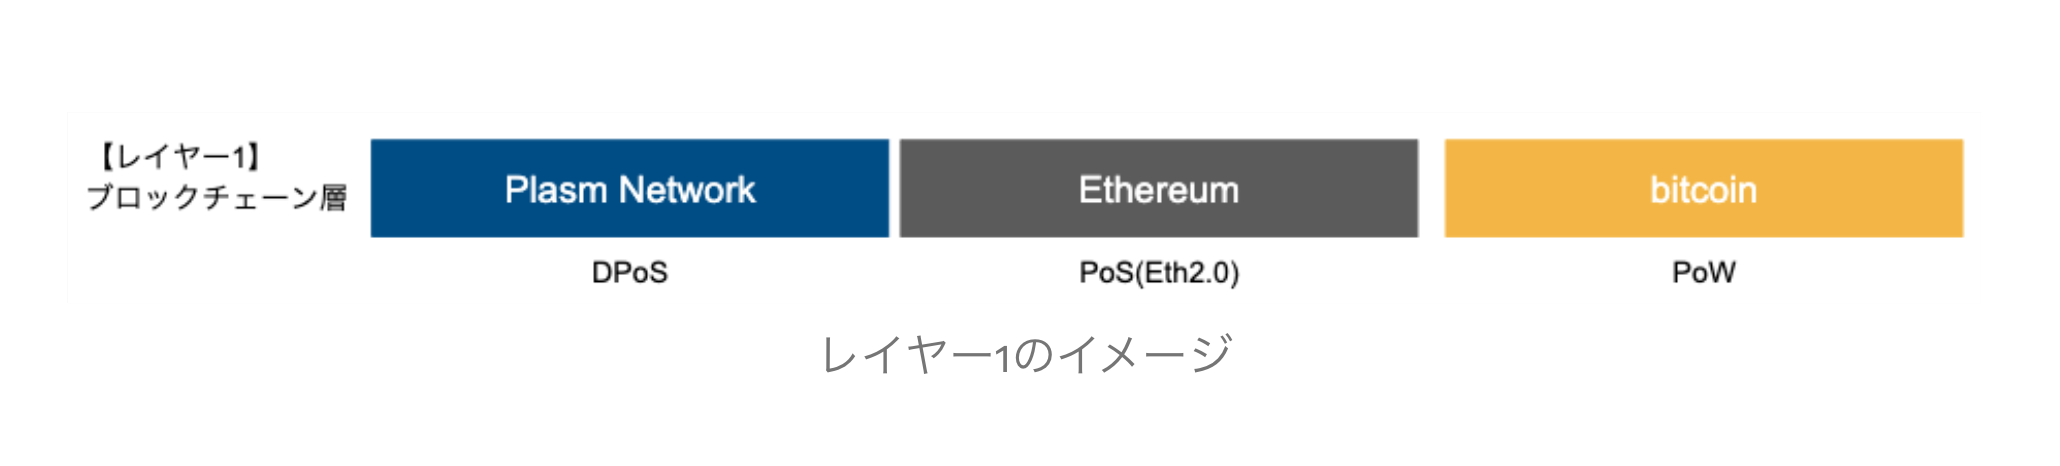 【レイヤー1】
ブロックチェーン層
Plasm Network
Ethereum
bitcoin
DPoS
PoS(Eth2.0)
PoW
レイヤー1のイメージ